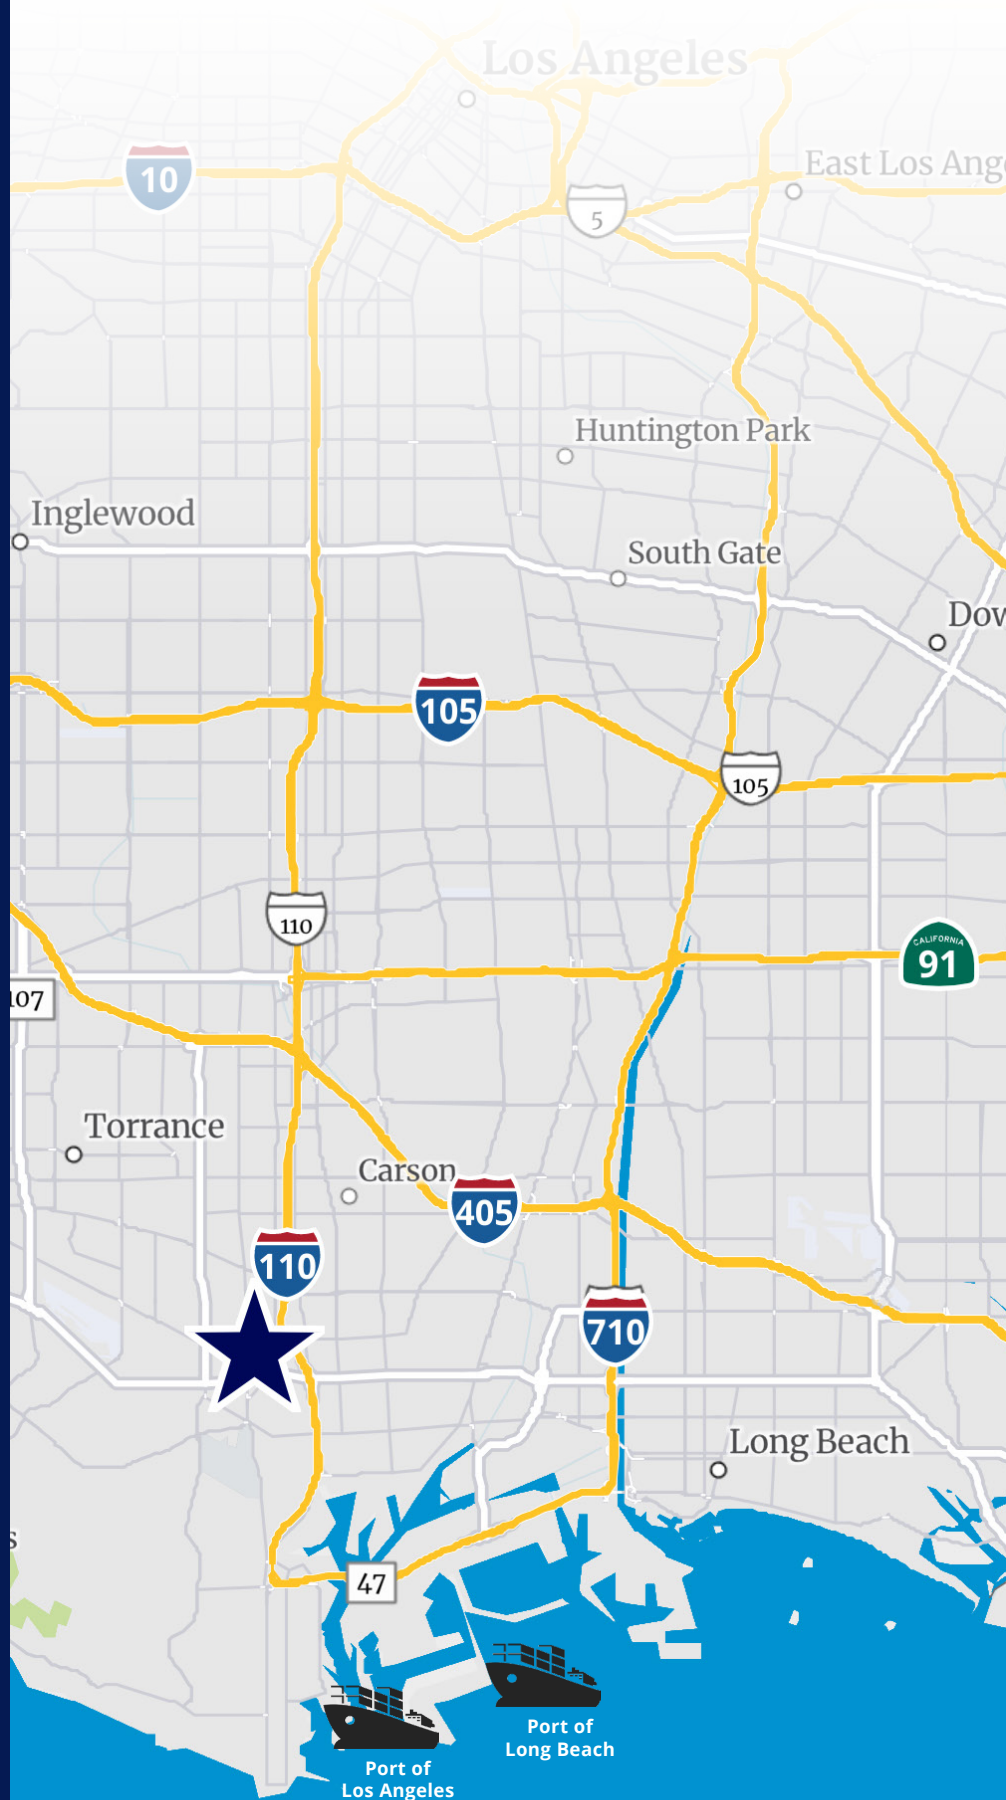 Los Angeles
East Los Ange
10
5
Huntington Park
Inglewood
South Gate
Dow
105
105
110
CALIFORNIA
91
107
Torrance
Carson
405
110
710
Long Beach
s
47
Port of
Long Beach
Port of
Los Angeles